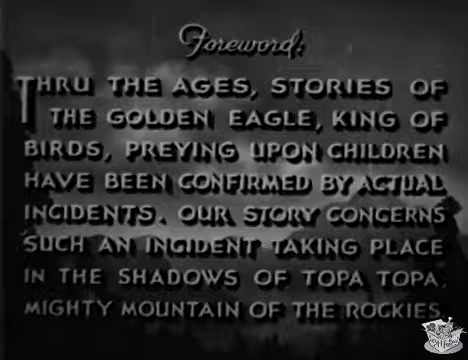 Foreword:
THRU THE AGES, STORIES OF
THE GOLDEN EAGLE, KING OF
BIRDS, PREYING UPON CHILDREN
HAVE BEEN CONFIRMED BY ACTUAL
INCIDENTS. OUR STORY CONCERNS
SUCH AN INCIDENT TAKING PLACE
IN THE SHADOWS OF TOPA TOPA,
MIGHTY MOUNTAIN OF THE ROCKIES